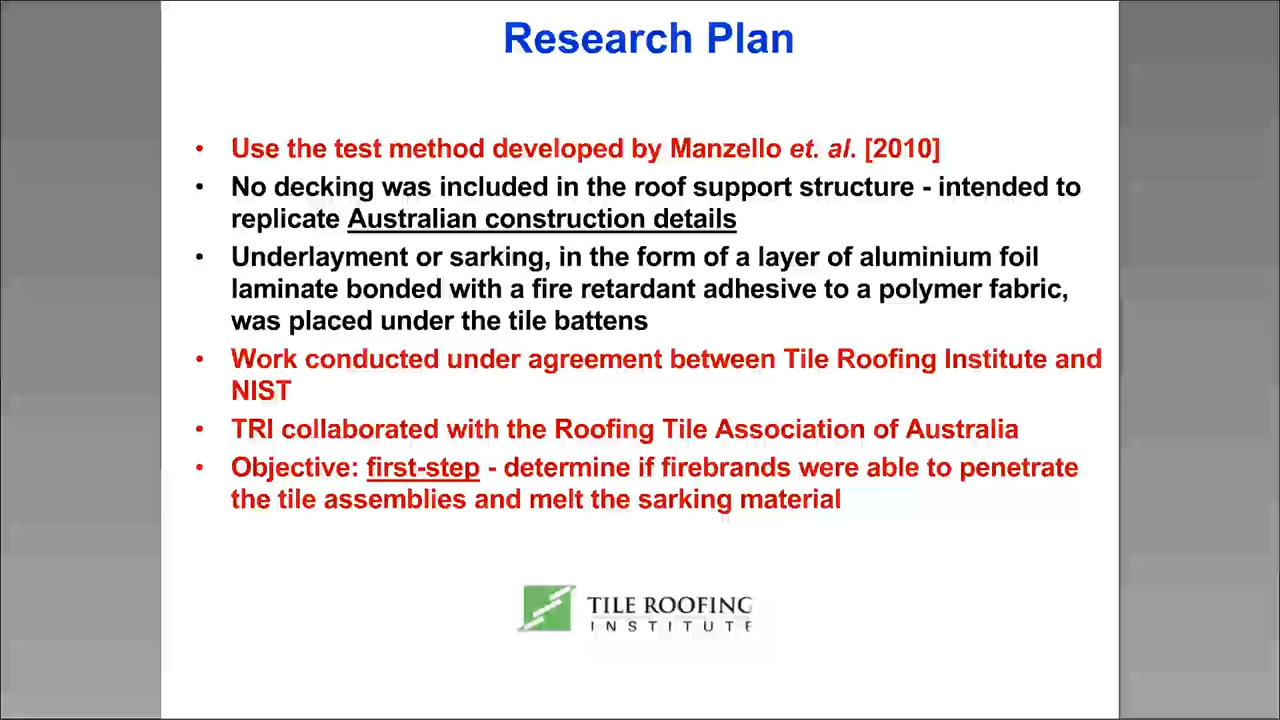 Research Plan
• Use the test method developed by Manzello et. al. [2010]
• No decking was included in the roof support structure - intended to
replicate Australian construction details
• Underlayment or sarking, in the form of a layer of aluminium foil
laminate bonded with a fire retardant adhesive to a polymer fabric,
was placed under the tile battens
• Work conducted under agreement between Tile Roofing Institute and
NIST
• TRI collaborated with the Roofing Tile Association of Australia
• Objective: first-step - determine if firebrands were able to penetrate
the tile assemblies and melt the sarking material
TILE ROOFING
INSTITUTE